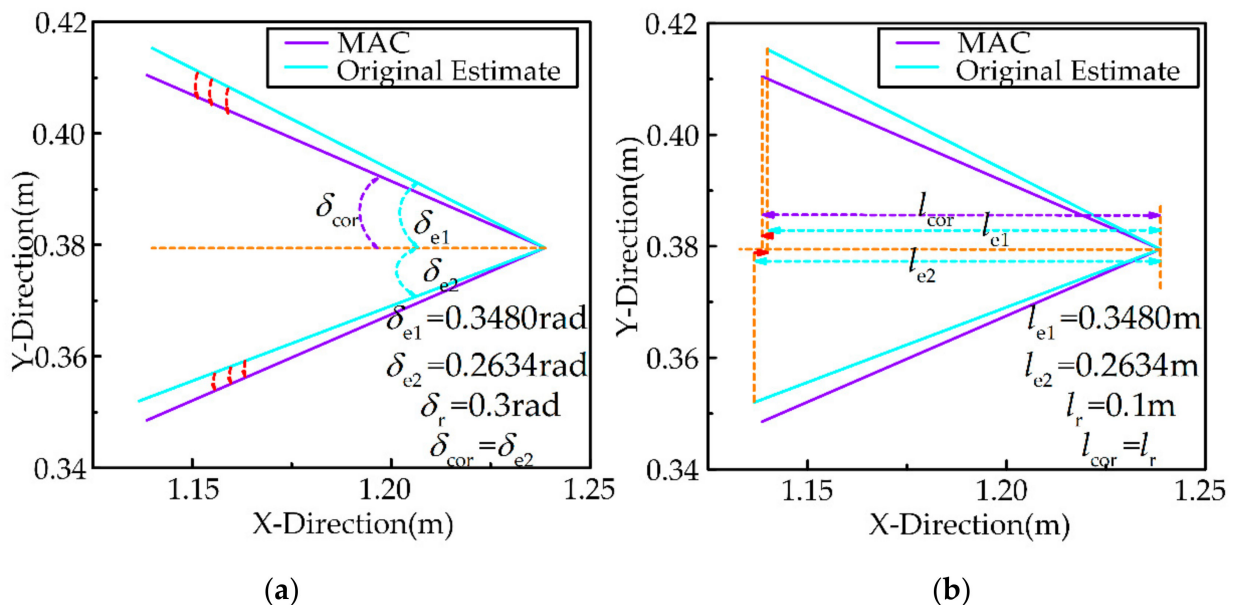 0.42
0.40
0.38
0.36
0.34
Y-Direction(m)
MAC
Original Estimate
δcor
δe1
δe2
δe1=0.3480rad
δe2=0.2634rad
δr=0.3rad
δcor=δe2
1.15 1.20 1.25
X-Direction(m)
(a)
0.42
0.40
0.38
0.36
0.34
Y-Direction(m)
MAC
Original Estimate
lcor
le1
le2
le1=0.3480m
le2=0.2634m
lr=0.1m
lcor=lr
1.15 1.20 1.25
X-Direction(m)
(b)